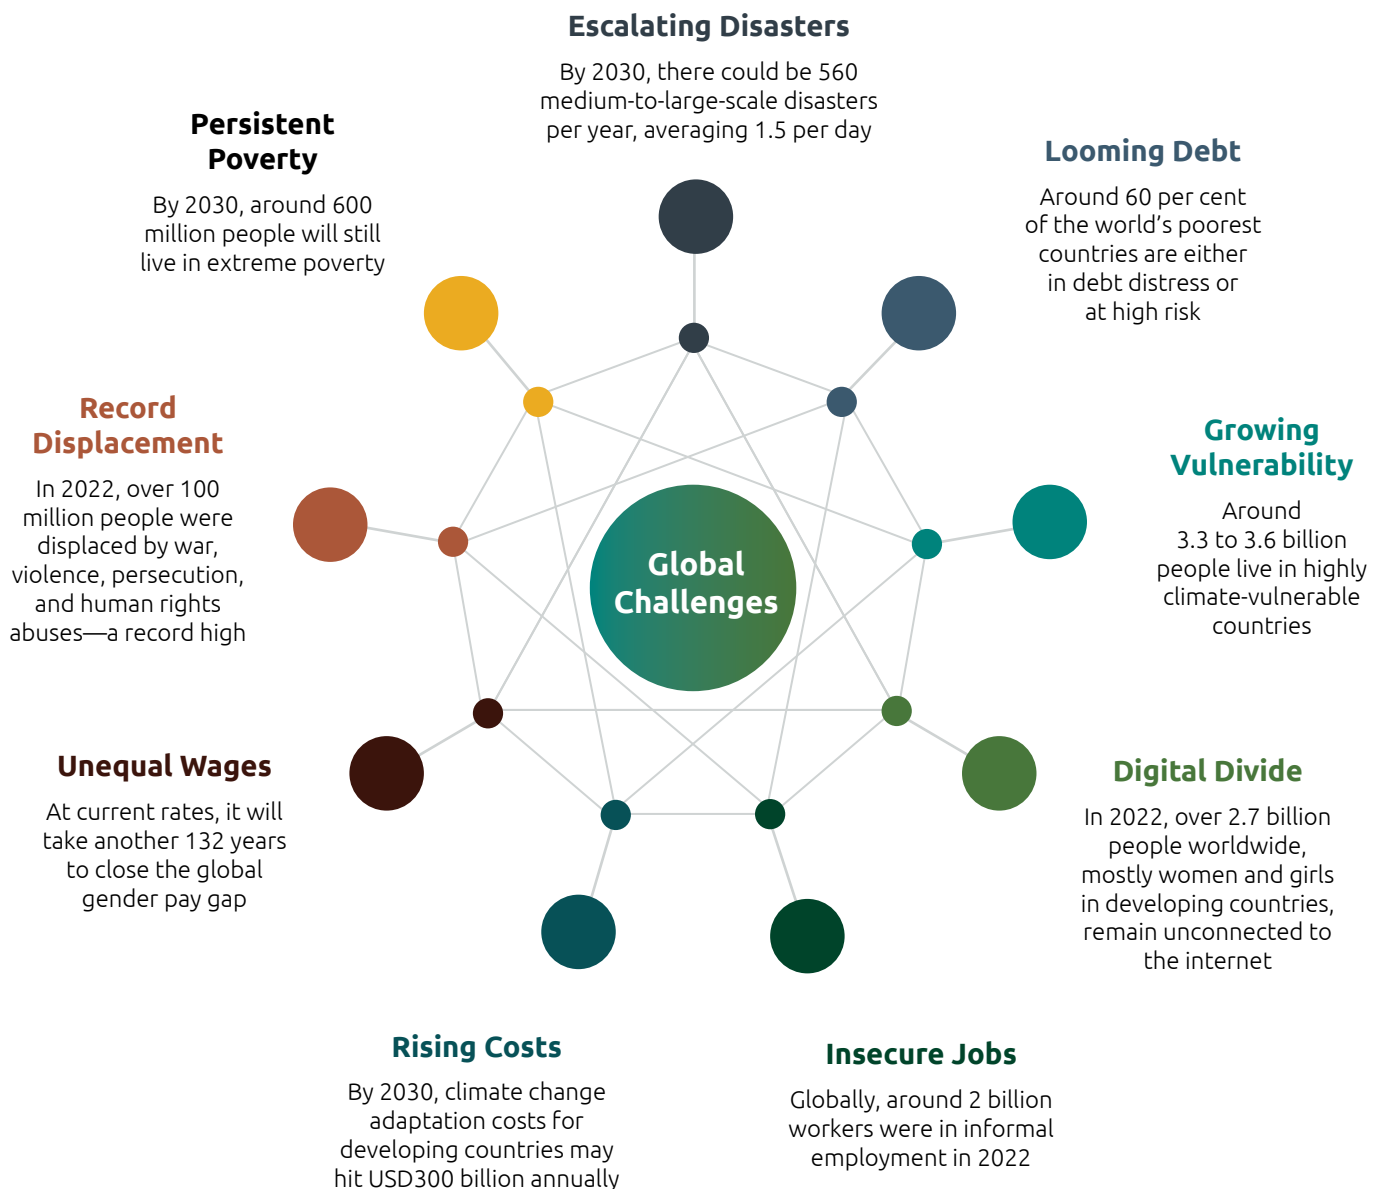 Escalating Disasters
By 2030, there could be 560
medium-to-large-scale disasters
per year, averaging 1.5 per day
Persistent
Poverty
By 2030, around 600
million people will still
live in extreme poverty
Looming Debt
Around 60 per cent
of the world’s poorest
countries are either
in debt distress or
at high risk
Record
Displacement
In 2022, over 100
million people were
displaced by war,
violence, persecution,
and human rights
abuses—a record high
Growing
Vulnerability
Around
3.3 to 3.6 billion
people live in highly
climate-vulnerable
countries
Global
Challenges
Unequal Wages
At current rates, it will
take another 132 years
to close the global
gender pay gap
Digital Divide
In 2022, over 2.7 billion
people worldwide,
mostly women and girls
in developing countries,
remain unconnected to
the internet
Rising Costs
By 2030, climate change
adaptation costs for
developing countries may
hit USD300 billion annually
Insecure Jobs
Globally, around 2 billion
workers were in informal
employment in 2022